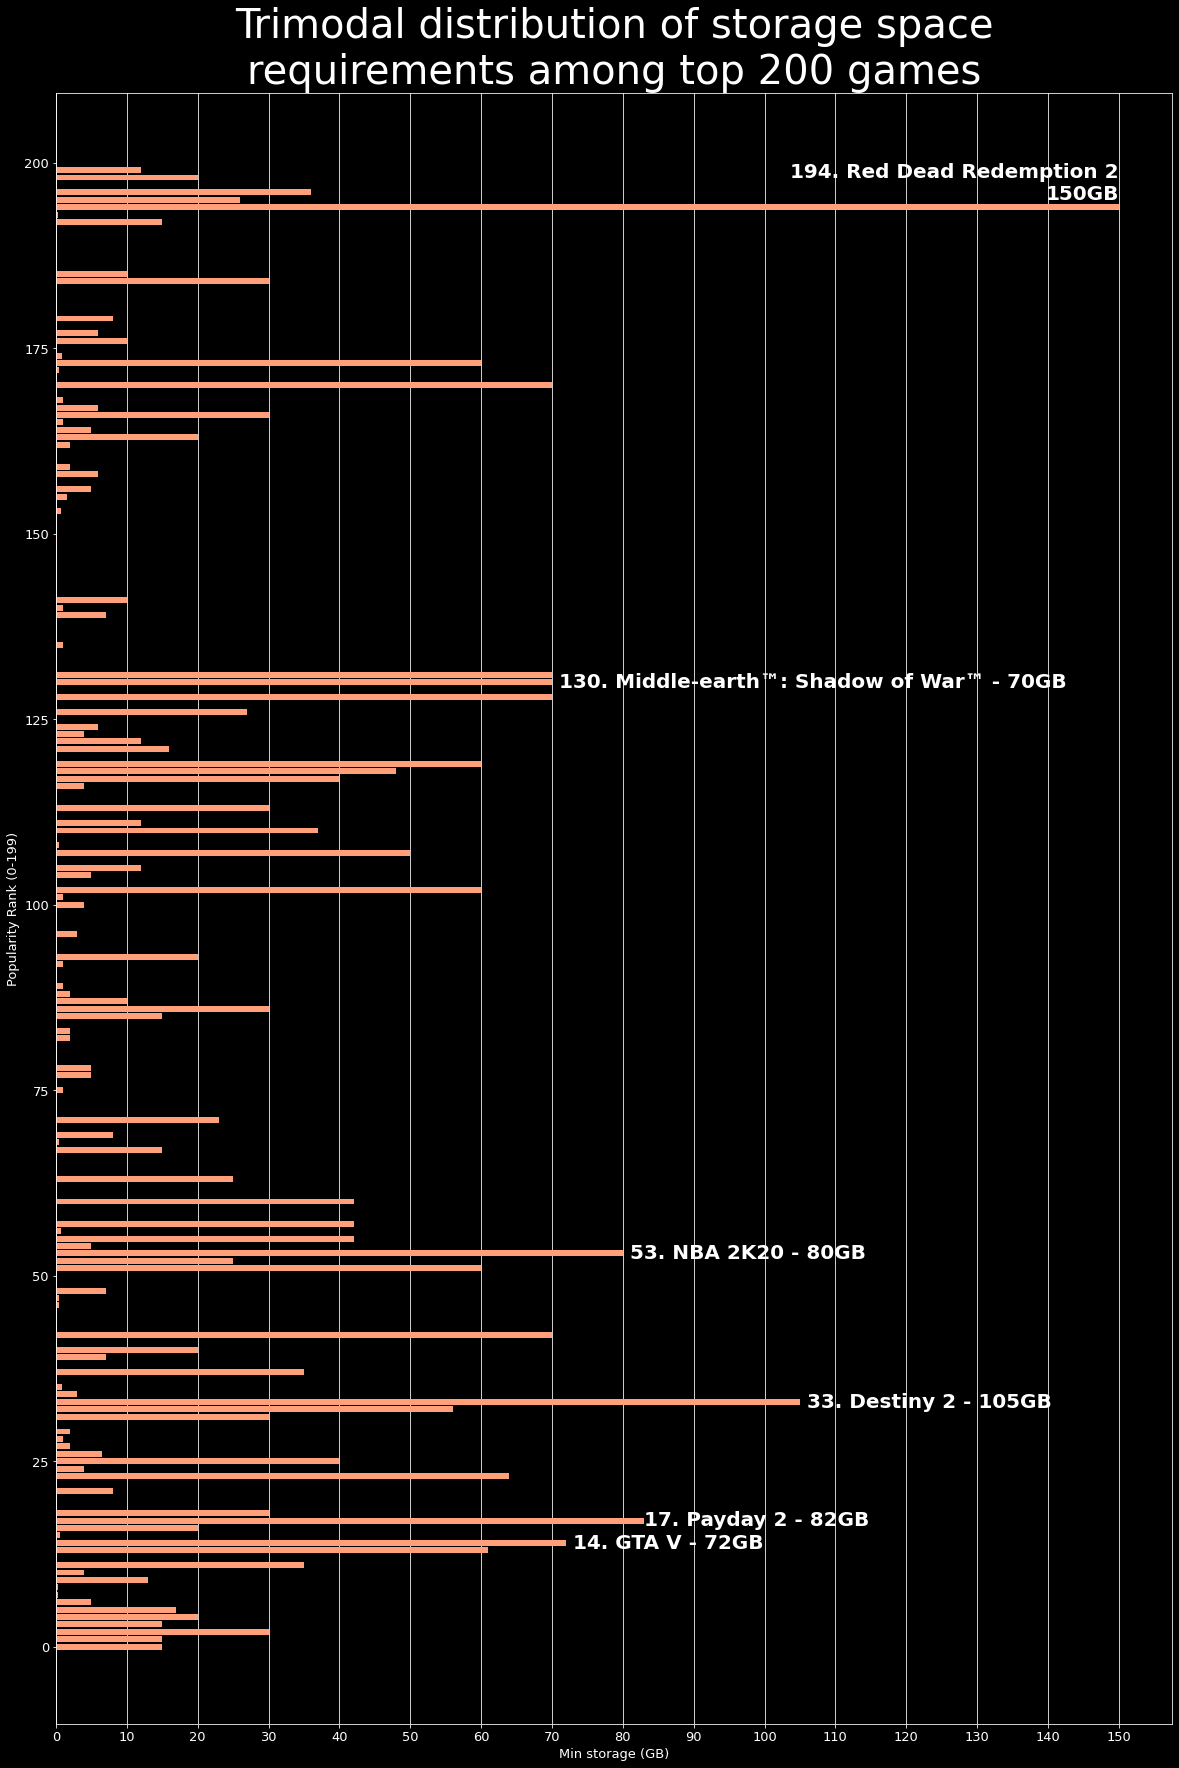 Trimodal distribution of storage space
requirements among top 200 games
200
194. Red Dead Redemption 2
150GB
175
150
130. Middle-earth™: Shadow of War™ - 70GB
125
Popularity Rank (0-199)
100
75
53. NBA 2K20 - 80GB
50
33. Destiny 2 - 105GB
25
17. Payday 2 - 82GB
14. GTA V - 72GB
0
0 10 20 30 40 50 60 70 80 90 100 110 120 130 140 150
Min storage (GB)